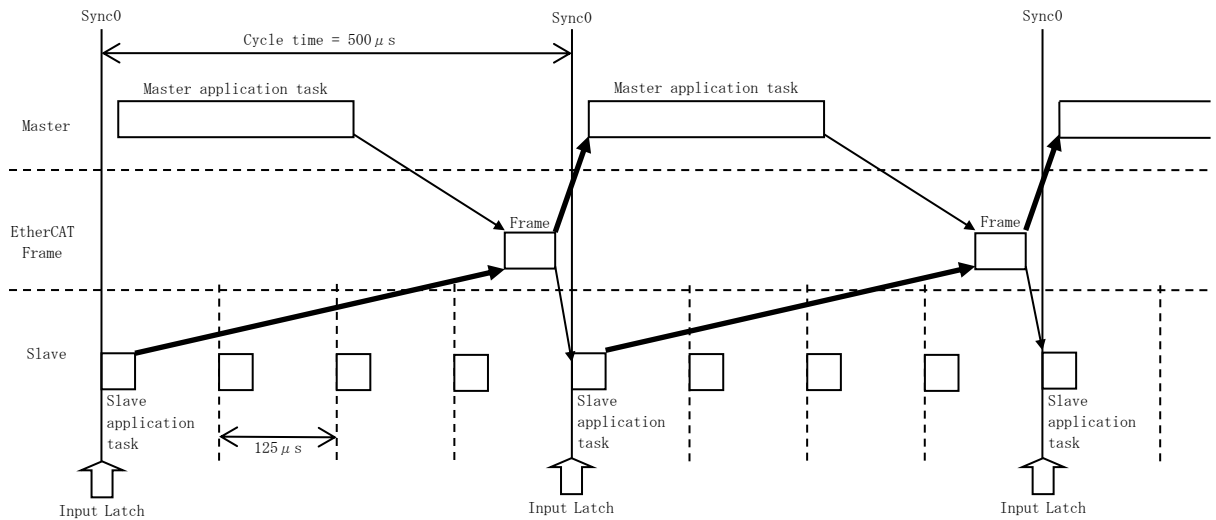 Sync0
Sync0
Sync0
Cycle time = 500μs
Master application task
Master application task
Master
Frame
Frame
EtherCAT
Frame
Slave
Slave
application
task
Slave
application
task
Slave
application
task
125μs
Input Latch
Input Latch
Input Latch